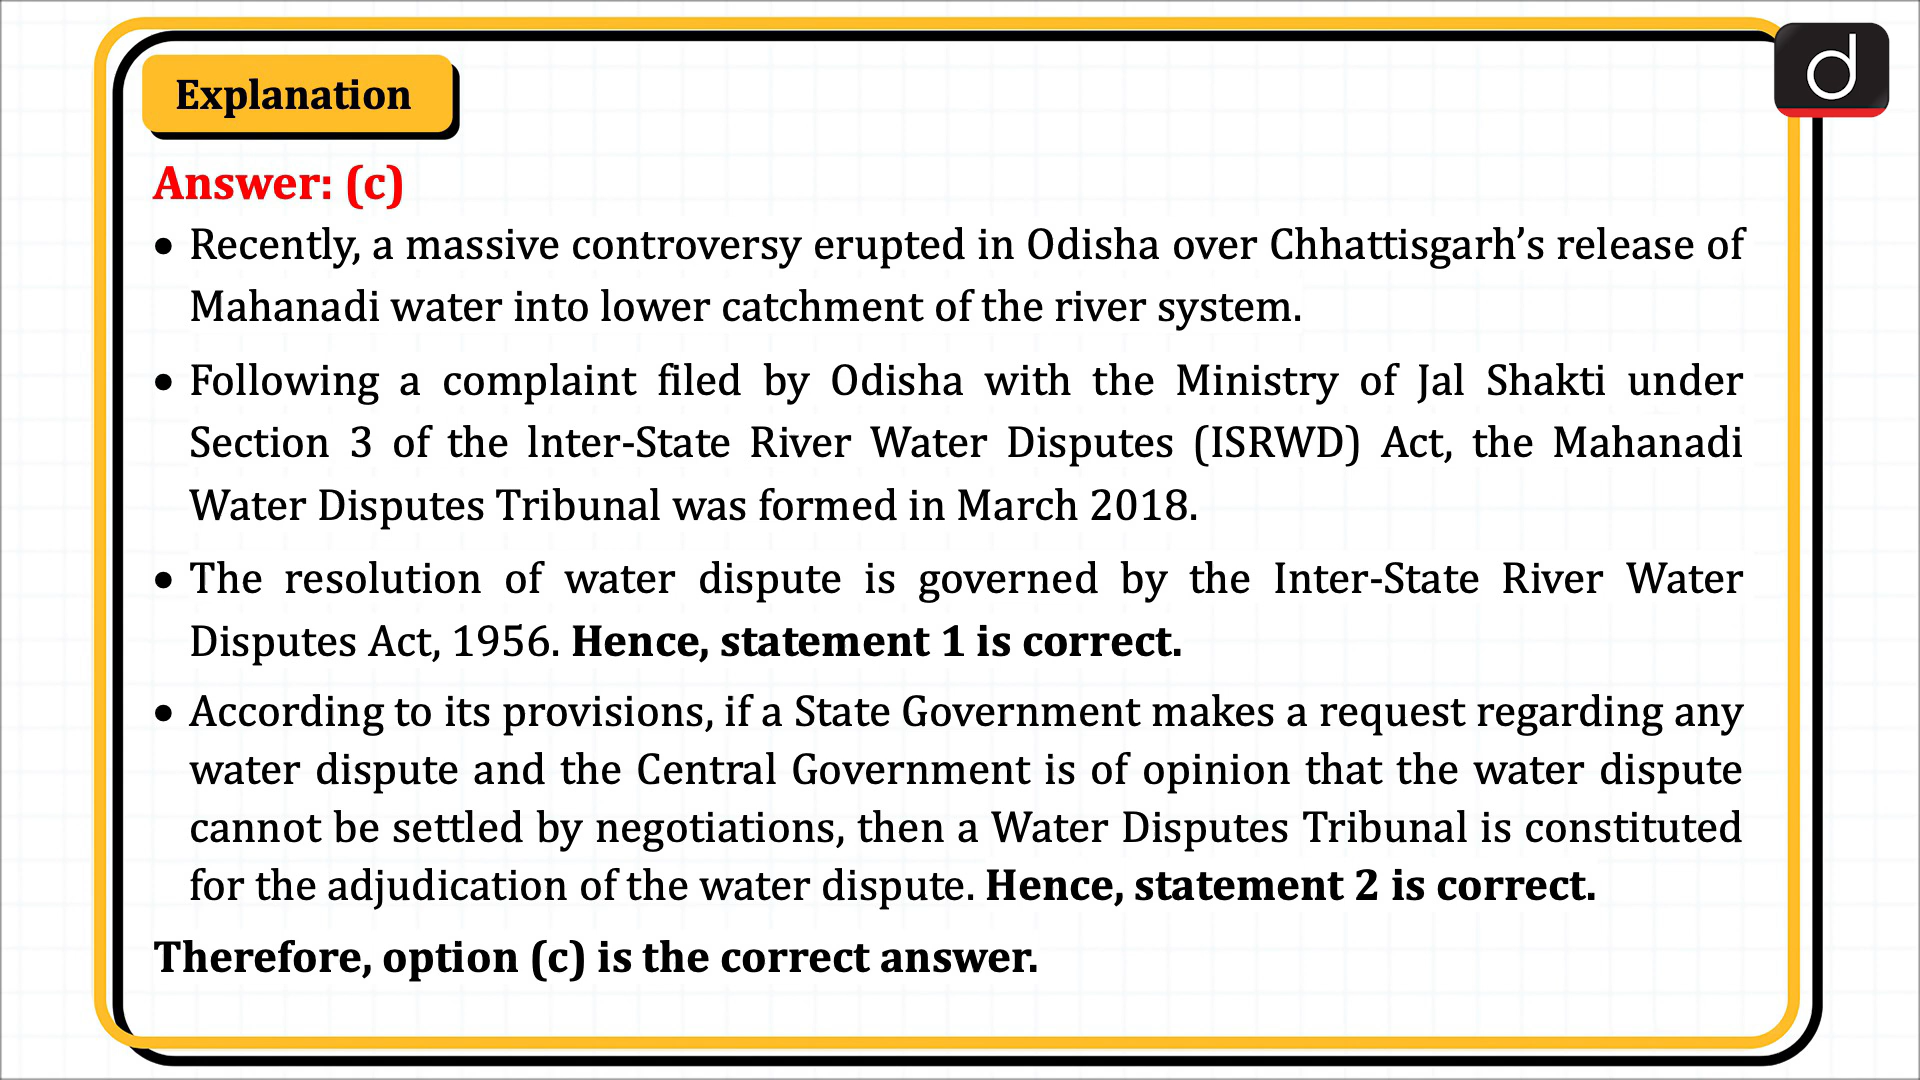 Explanation
Answer: (c)
• Recently, a massive controversy erupted in Odisha over Chhattisgarh’s release of
Mahanadi water into lower catchment of the river system.
• Following a complaint filed by Odisha with the Ministry of Jal Shakti under
Section 3 of the Inter-State River Water Disputes (ISRWD) Act, the Mahanadi
Water Disputes Tribunal was formed in March 2018.
• The resolution of water dispute is governed by the Inter-State River Water
Disputes Act, 1956. Hence, statement 1 is correct.
• According to its provisions, if a State Government makes a request regarding any
water dispute and the Central Government is of opinion that the water dispute
cannot be settled by negotiations, then a Water Disputes Tribunal is constituted
for the adjudication of the water dispute. Hence, statement 2 is correct.
Therefore, option (c) is the correct answer.
d